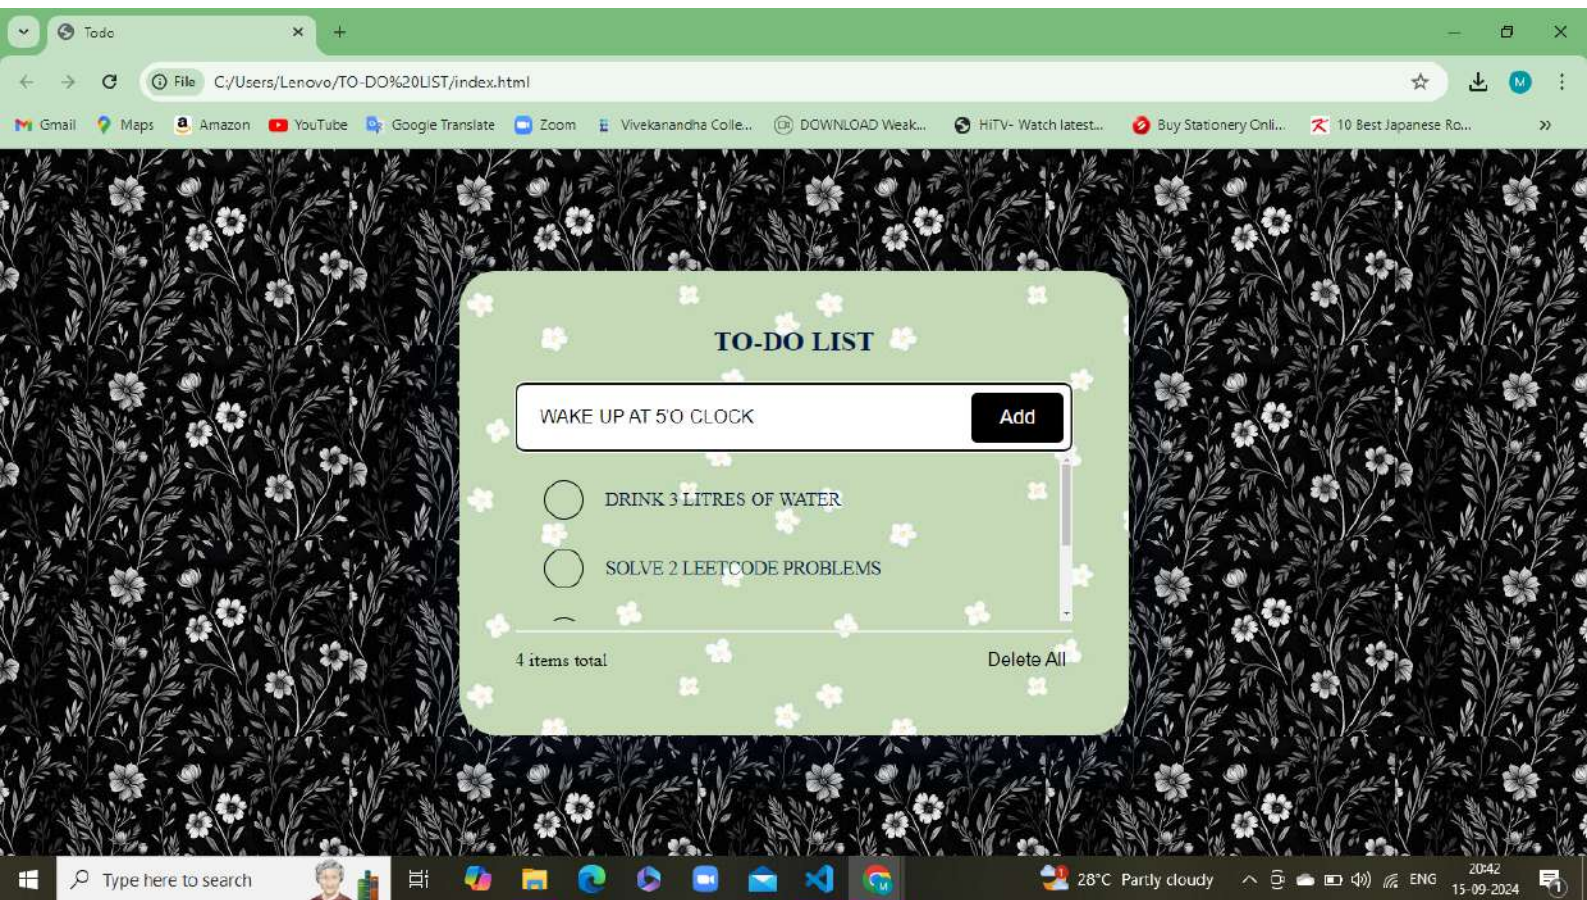 Todo
File C:/Users/Lenovo/TO-DO%20LIST/index.html
M
Gmail Maps Amazon YouTube Google Translate Zoom Vivekanandha Colle... DOWNLOAD Weak... HiTV- Watch latest... Buy Stationery Onli... 10 Best Japanese Ro... »
TO-DO LIST
WAKE UP AT 5'O CLOCK Add
DRINK 3 LITRES OF WATER
SOLVE 2 LEETCODE PROBLEMS
4 items total Delete All
Type here to search 28°C Partly cloudy ENG 20:42
15-09-2024 1